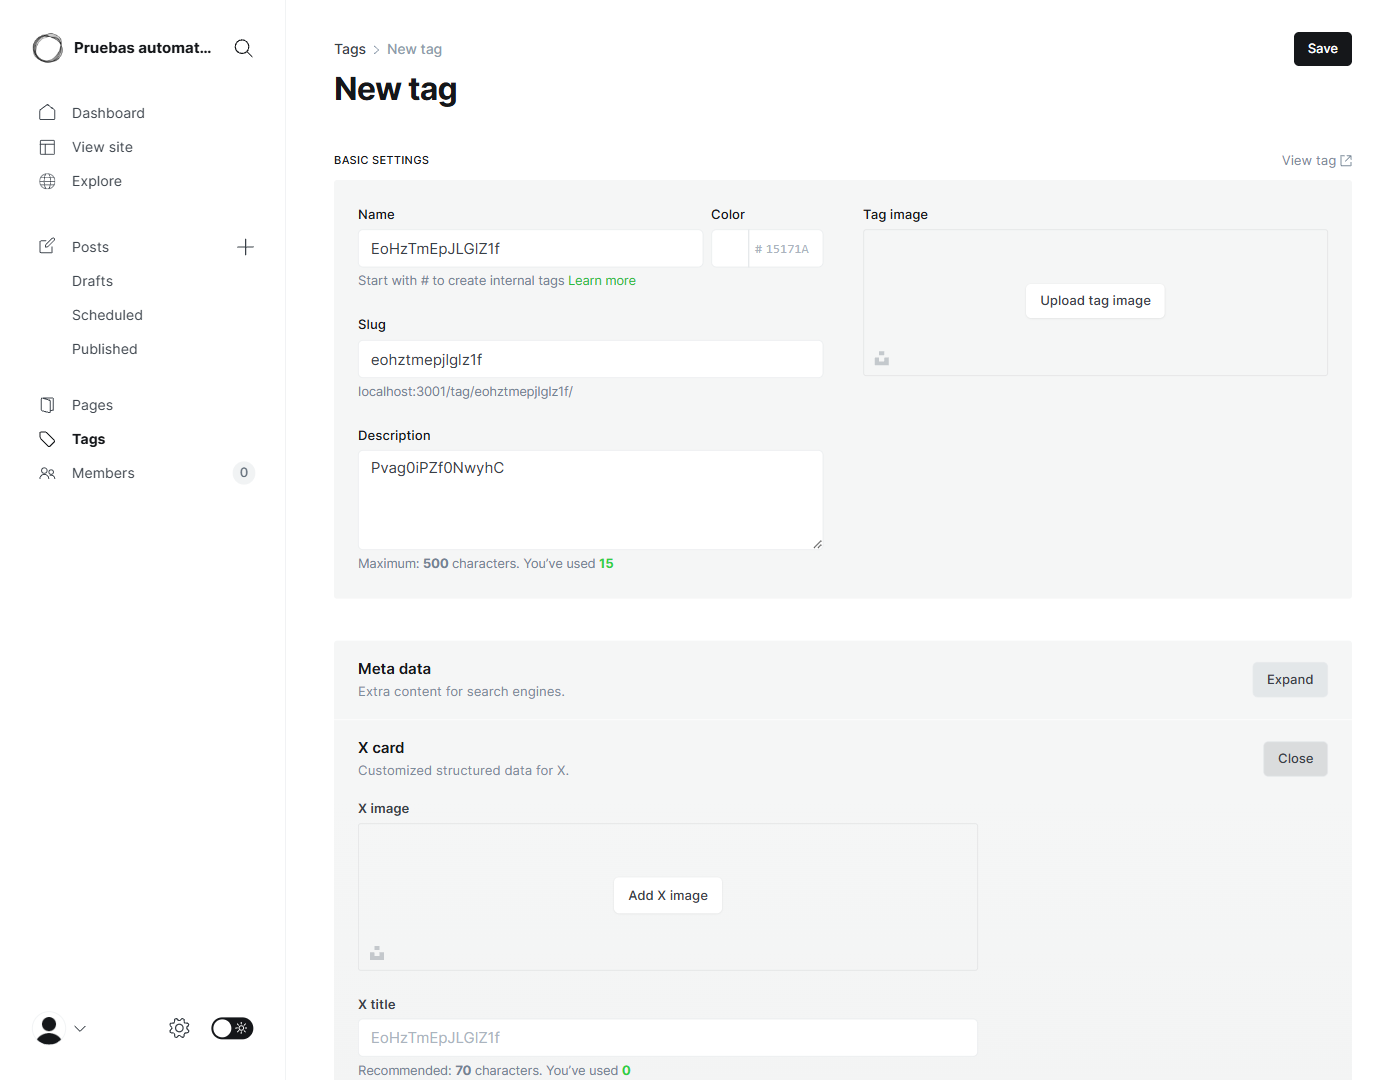 Pruebas automat...
Dashboard
View site
Explore
Posts
Drafts
Scheduled
Published
Pages
Tags
Members 0
Tags > New tag
Save
New tag
BASIC SETTINGS
View tag
Name
Color
Tag image
EoHzTmEpJLGlZ1f
# 15171A
Start with # to create internal tags Learn more
Upload tag image
Slug
eohztmepjlglz1f
localhost:3001/tag/eohztmepjlglz1f/
Description
Pvag0iPZf0NwyhC
Maximum: 500 characters. You've used 15
Meta data
Extra content for search engines.
Expand
X card
Customized structured data for X.
Close
X image
Add X image
X title
EoHzTmEpJLGlZ1f
Recommended: 70 characters. You've used 0